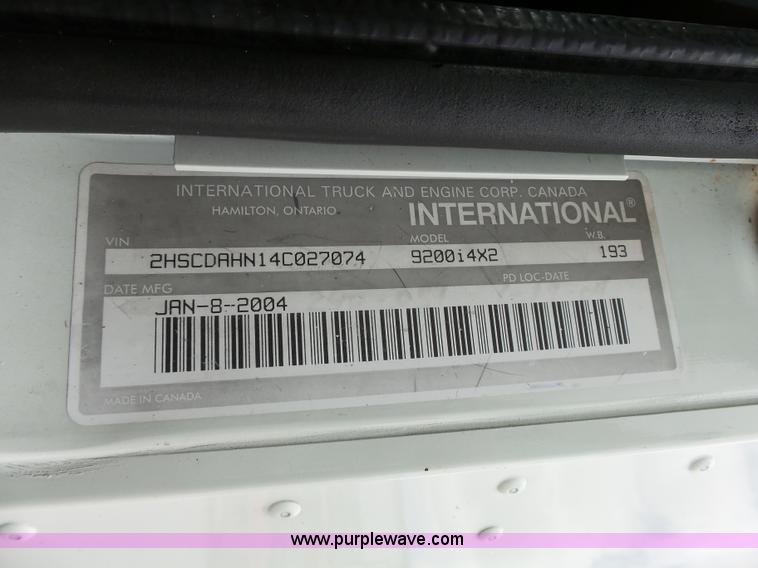 INTERNATIONAL TRUCK AND ENGINE CORP. CANADA
HAMILTON, ONTARIO INTERNATIONAL®
VIN MODEL W.B.
2HSCDAHN14C027074 9200i4X2 193
DATE MFG PD LOC-DATE
JAN-8-2004
MADE IN CANADA
www.purplewave.com